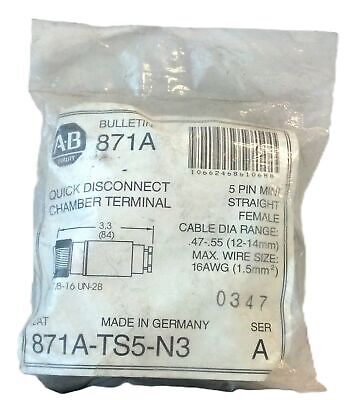 A-B
BULLETIN
871A
10662468610688
QUICK DISCONNECT
CHAMBER TERMINAL
3.3
(84)
7/8-16 UN-2B
5 PIN MINI
STRAIGHT
FEMALE
CABLE DIA RANGE:
.47-.55 (12-14mm)
MAX. WIRE SIZE:
16AWG (1.5mm²)
0347
CAT
MADE IN GERMANY
SER
871A-TS5-N3
A